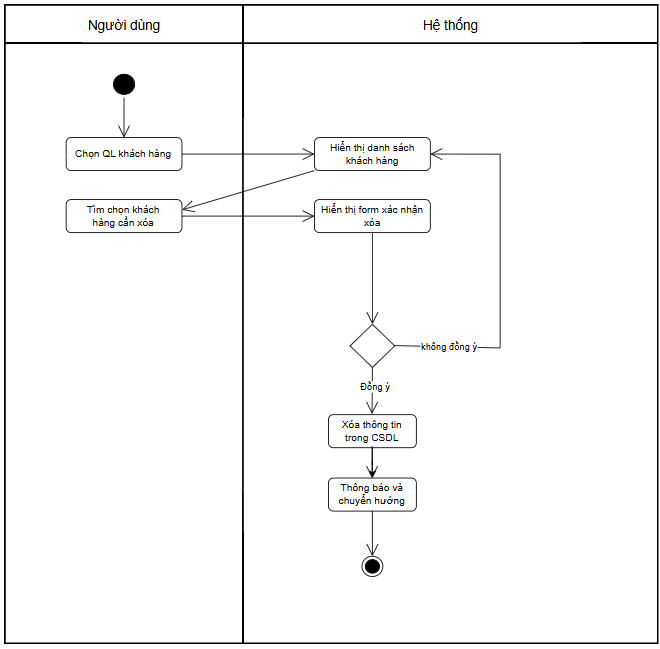 Người dùng
Hệ thống
Chọn QL khách hàng
Hiển thị danh sách
khách hàng
Tìm chọn khách
hàng cần xóa
Hiển thị form xác nhận
xóa
không đồng ý
Đồng ý
Xóa thông tin
trong CSDL
Thông báo và
chuyển hướng